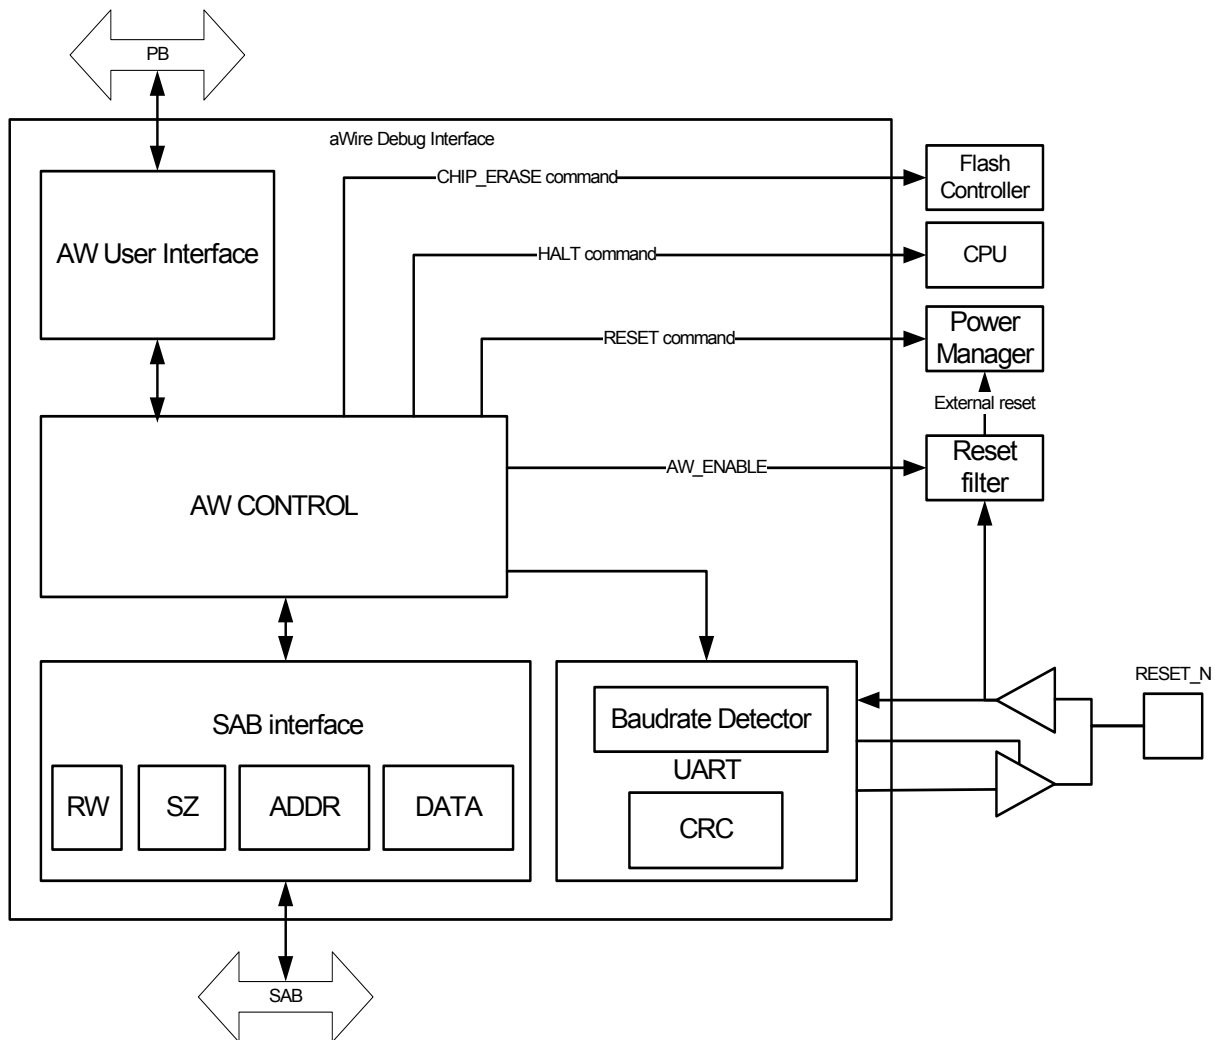 PB
aWire Debug Interface
CHIP_ERASE command
Flash
Controller
AW User Interface
HALT command
CPU
RESET command
Power
Manager
External reset
AW_ENABLE
Reset
filter
AW CONTROL
RESET_N
SAB interface
Baudrate Detector
UART
RW
SZ
ADDR
DATA
CRC
SAB